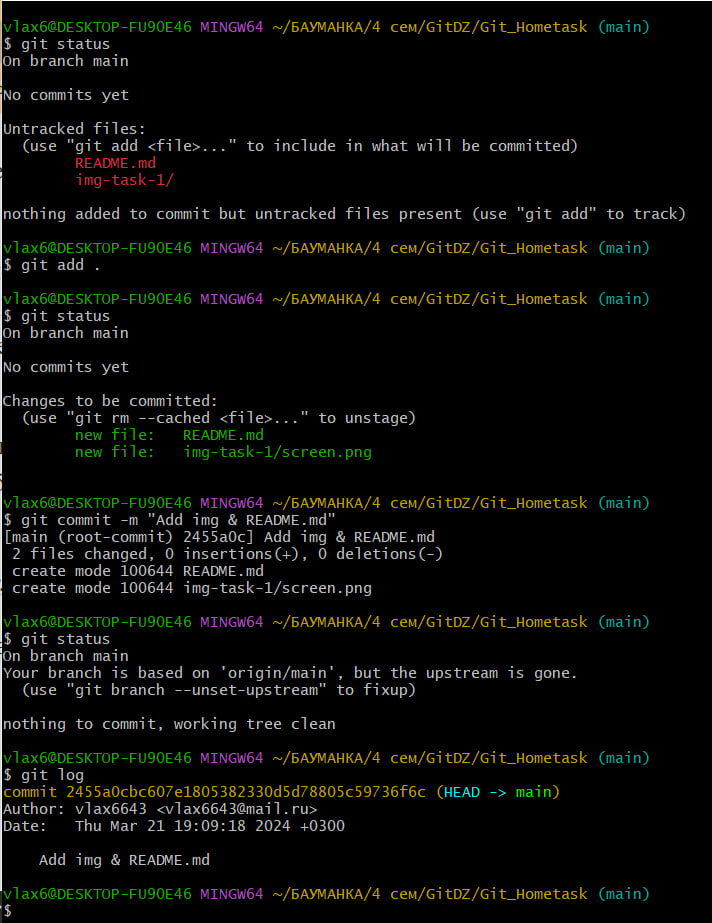 vlax6@DESKTOP-FU90E46 MINGW64 ~/БАУМАНКА/4 сем/GitDZ/Git_Hometask (main)
$ git status
On branch main
No commits yet
Untracked files:
(use "git add <file>..." to include in what will be committed)
README.md
img-task-1/
nothing added to commit but untracked files present (use "git add" to track)
vlax6@DESKTOP-FU90E46 MINGW64 ~/БАУМАНКА/4 сем/GitDZ/Git_Hometask (main)
$ git add .
vlax6@DESKTOP-FU90E46 MINGW64 ~/БАУМАНКА/4 сем/GitDZ/Git_Hometask (main)
$ git status
On branch main
No commits yet
Changes to be committed:
(use "git rm --cached <file>..." to unstage)
new file:   README.md
new file:   img-task-1/screen.png
vlax6@DESKTOP-FU90E46 MINGW64 ~/БАУМАНКА/4 сем/GitDZ/Git_Hometask (main)
$ git commit -m "Add img & README.md"
[main (root-commit) 2455a0c] Add img & README.md
2 files changed, 0 insertions(+), 0 deletions(-)
create mode 100644 README.md
create mode 100644 img-task-1/screen.png
vlax6@DESKTOP-FU90E46 MINGW64 ~/БАУМАНКА/4 сем/GitDZ/Git_Hometask (main)
$ git status
On branch main
Your branch is based on 'origin/main', but the upstream is gone.
(use "git branch --unset-upstream" to fixup)
nothing to commit, working tree clean
vlax6@DESKTOP-FU90E46 MINGW64 ~/БАУМАНКА/4 сем/GitDZ/Git_Hometask (main)
$ git log
commit 2455a0cbc607e1805382330d5d78805c59736f6c (HEAD -> main)
Author: vlax6643 <vlax6643@mail.ru>
Date:   Thu Mar 21 19:09:18 2024 +0300
Add img & README.md
vlax6@DESKTOP-FU90E46 MINGW64 ~/БАУМАНКА/4 сем/GitDZ/Git_Hometask (main)
$